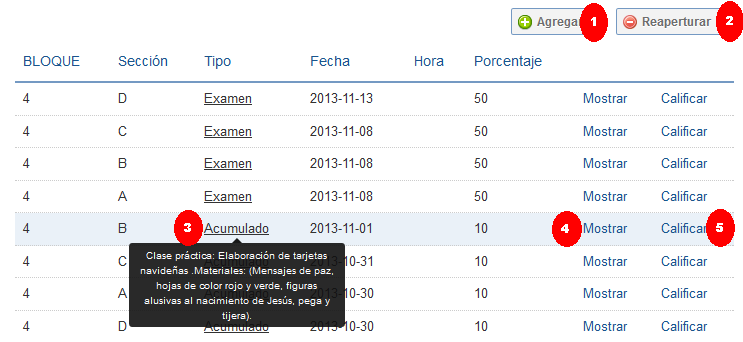 Agregar 1 Reaperturar 2
BLOQUE Sección Tipo Fecha Hora Porcentaje
4 D Examen 2013-11-13 50 Mostrar Calificar
4 C Examen 2013-11-08 50 Mostrar Calificar
4 B Examen 2013-11-08 50 Mostrar Calificar
4 A Examen 2013-11-08 50 Mostrar Calificar
4 B 3 Acumulado 2013-11-01 10 4 Mostrar Calificar 5
Clase práctica: Elaboración de tarjetas
navideñas .Materiales: (Mensajes de paz,
hojas de color rojo y verde, figuras
alusivas al nacimiento de Jesús, pega y
tijera).
4 C 10-31 10 Mostrar Calificar
4 A 10-30 10 Mostrar Calificar
4 D Acumulado 2013-10-30 10 Mostrar Calificar